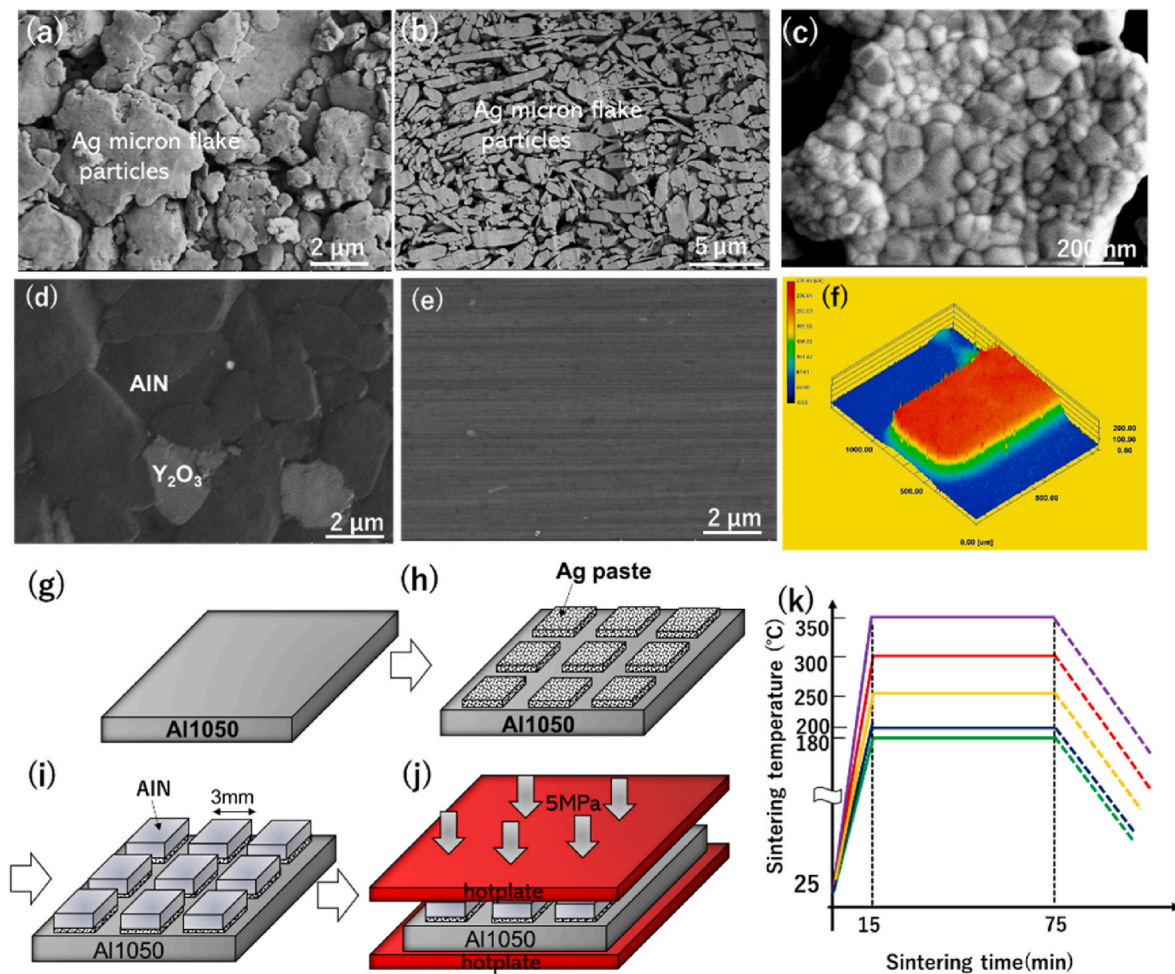 (a)
Ag micron flake
particles
2 μm
(b)
Ag micron flake
particles
5 μm
(c)
200 nm
(d)
AlN
Y2O3
2 μm
(e)
2 μm
(f)
1000.00
500.00
0.00 [um]
500.00
200.00
100.00
0.00
(g)
Al1050
(h)
Ag paste
Al1050
(i)
AlN
3mm
Al1050
(j)
5MPa
hotplate
Al1050
hotplate
(k)
Sintering temperature (℃)
350
300
250
200
180
25
15
75
Sintering time(min)